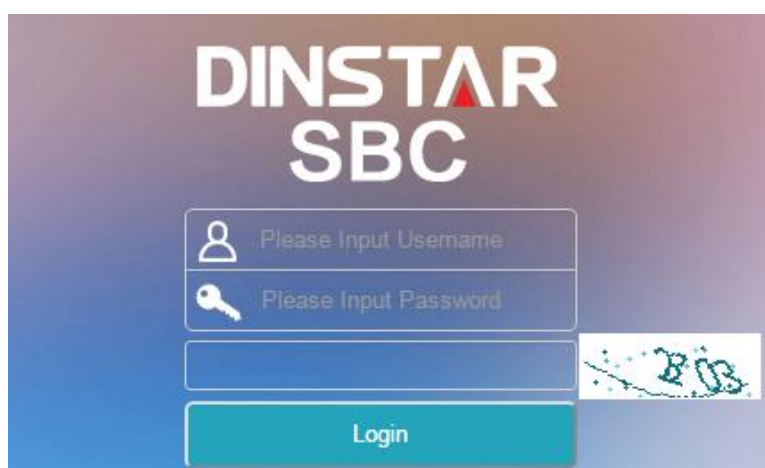 DINSTAR
SBC
Please Input Username
Please Input Password
Login